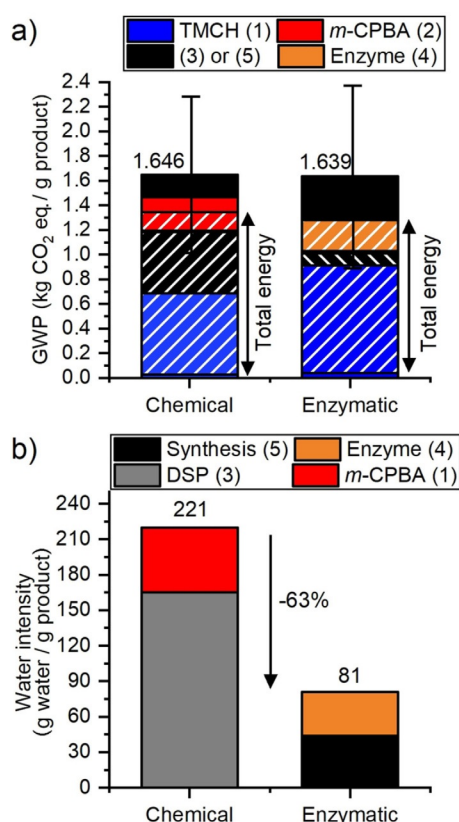 a)
TMCH (1) m-CPBA (2)
(3) or (5) Enzyme (4)
GWP (kg CO₂ eq./ g product)
2.4
2.2
2.0
1.8
1.6
1.4
1.2
1.0
0.8
0.6
0.4
0.2
0.0
1.646
1.639
Total energy
Total energy
Chemical Enzymatic
b)
Synthesis (5) Enzyme (4)
DSP (3) m-CPBA (1)
Water intensity
(g water / g product)
240
210
180
150
120
90
60
30
0
221
-63%
81
Chemical Enzymatic